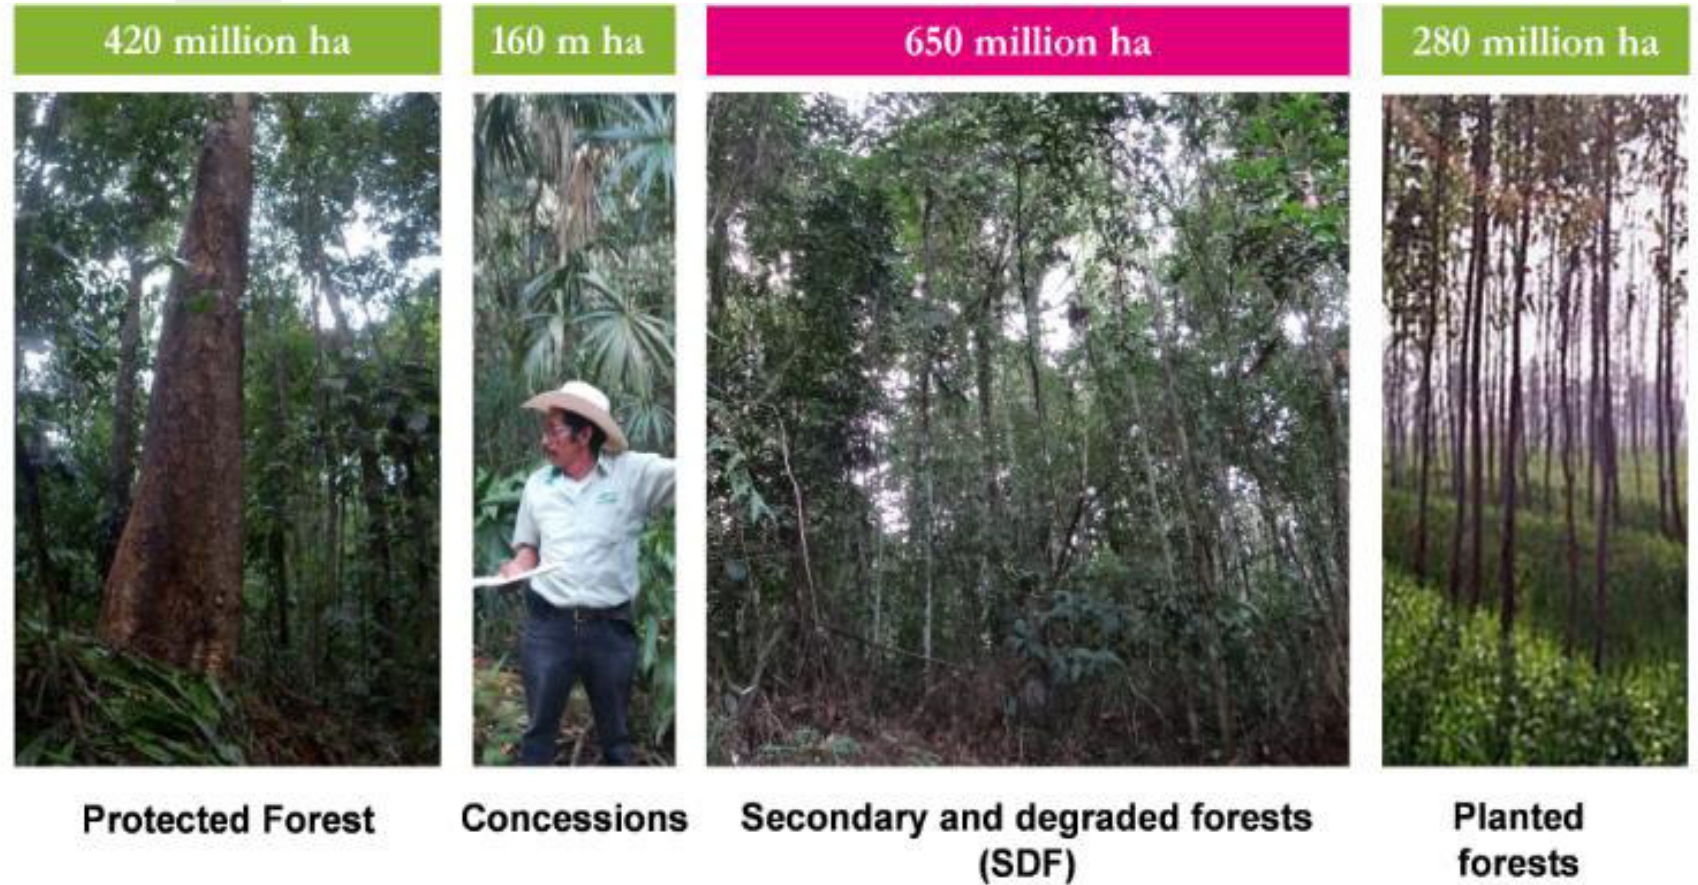 420 million ha
160 m ha
650 million ha
280 million ha
Protected Forest
Concessions
Secondary and degraded forests
(SDF)
Planted
forests